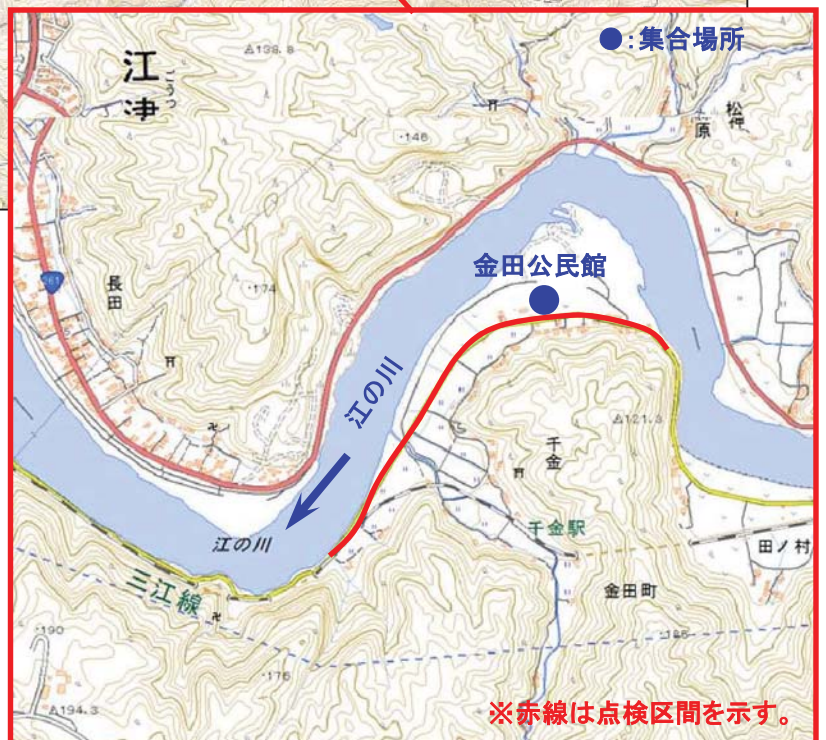 ●：集合場所
江津
ごうつ
△138.8
・146
松押
原
261
長田
・174
金田公民館
江の川
△121.3
千金
千金駅
江の川
田ノ村
三江線
金田町
・190
・186
・176
△194.3
※赤線は点検区間を示す。